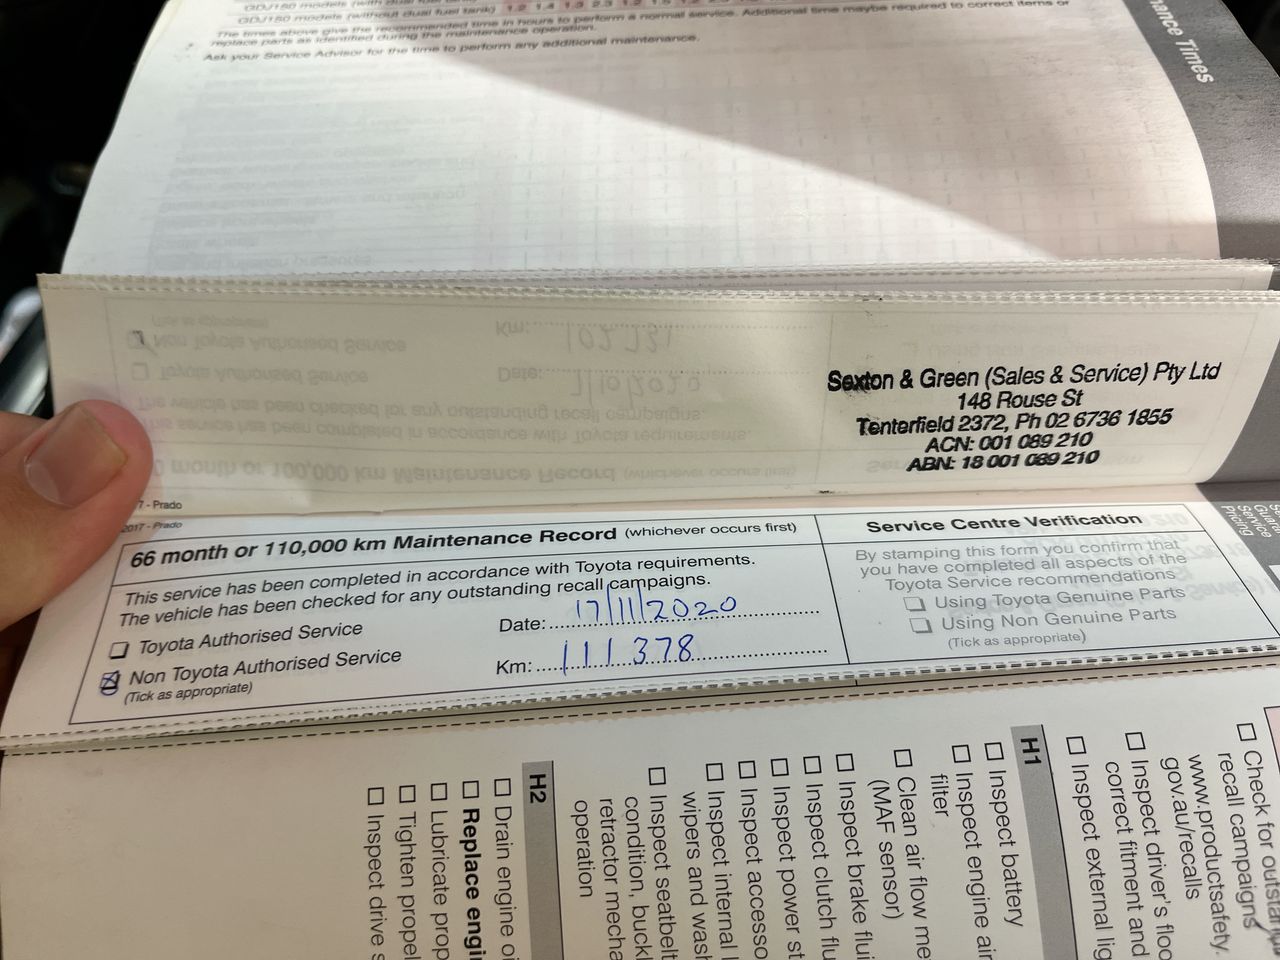 GDJ150 models (without dual fuel tank)
The times above give the recommended time in hours to perform a normal service. Additional time maybe required to correct items or
replace parts as identified during the maintenance operation.
Ask your Service Advisor for the time to perform any additional maintenance.
nance Times
Sexton & Green (Sales & Service) Pty Ltd
148 Rouse St
Tenterfield 2372, Ph 02 6736 1855
ACN: 001 089 210
ABN: 18 001 089 210
7 - Prado
2017 - Prado
66 month or 110,000 km Maintenance Record (whichever occurs first)
This service has been completed in accordance with Toyota requirements.
The vehicle has been checked for any outstanding recall campaigns.
Toyota Authorised Service
Non Toyota Authorised Service
(Tick as appropriate)
Date: 17/11/2020
Km: 111 378
Service Centre Verification
By stamping this form you confirm that
you have completed all aspects of the
Toyota Service recommendations
Using Toyota Genuine Parts
Using Non Genuine Parts
(Tick as appropriate)
Check for outsta
recall campaigns
www.productsafety.
gov.au/recalls
Inspect driver's floo
correct fitment and
Inspect external lig
H1
Inspect battery
Inspect engine air
filter
Clean air flow me
(MAF sensor)
Inspect brake flui
Inspect clutch flu
Inspect power st
Inspect accesso
Inspect internal l
wipers and wash
Inspect seatbelt
condition, buckl
retractor mecha
operation
H2
Drain engine oi
Replace engi
Lubricate prop
Tighten propel
Inspect drive s